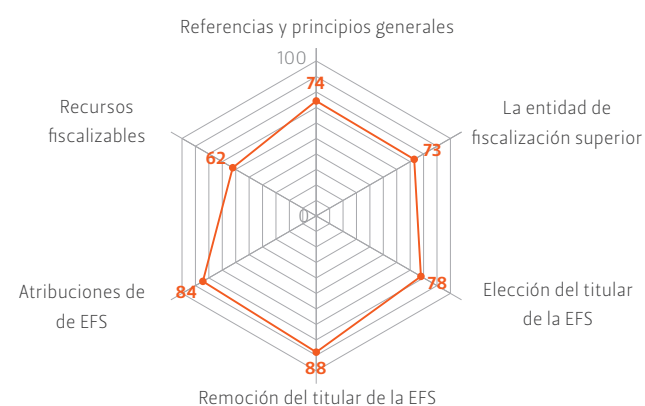 Referencias y principios generales
100
74
Recursos
fiscalizables
La entidad de
fiscalización superior
62
73
0
Atribuciones de
de EFS
84
78
Elección del titular
de la EFS
88
Remoción del titular de la EFS